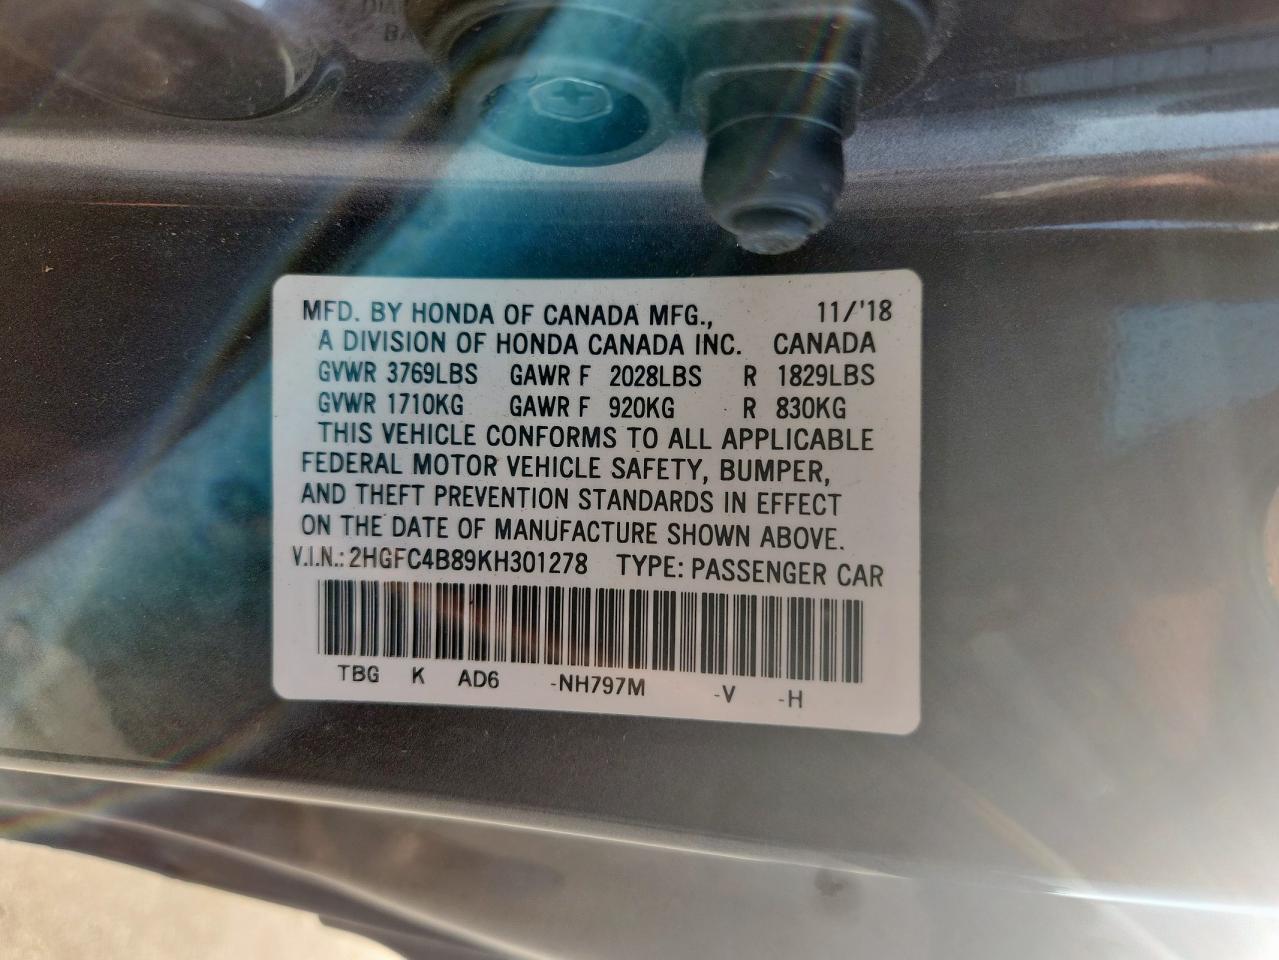 MFD. BY HONDA OF CANADA MFG., 11/'18
A DIVISION OF HONDA CANADA INC. CANADA
GVWR 3769LBS GAWR F 2028LBS R 1829LBS
GVWR 1710KG GAWR F 920KG R 830KG
THIS VEHICLE CONFORMS TO ALL APPLICABLE
FEDERAL MOTOR VEHICLE SAFETY, BUMPER,
AND THEFT PREVENTION STANDARDS IN EFFECT
ON THE DATE OF MANUFACTURE SHOWN ABOVE.
V.I.N.: 2HGFC4B89KH301278 TYPE: PASSENGER CAR
TBG K AD6 -NH797M -V -H